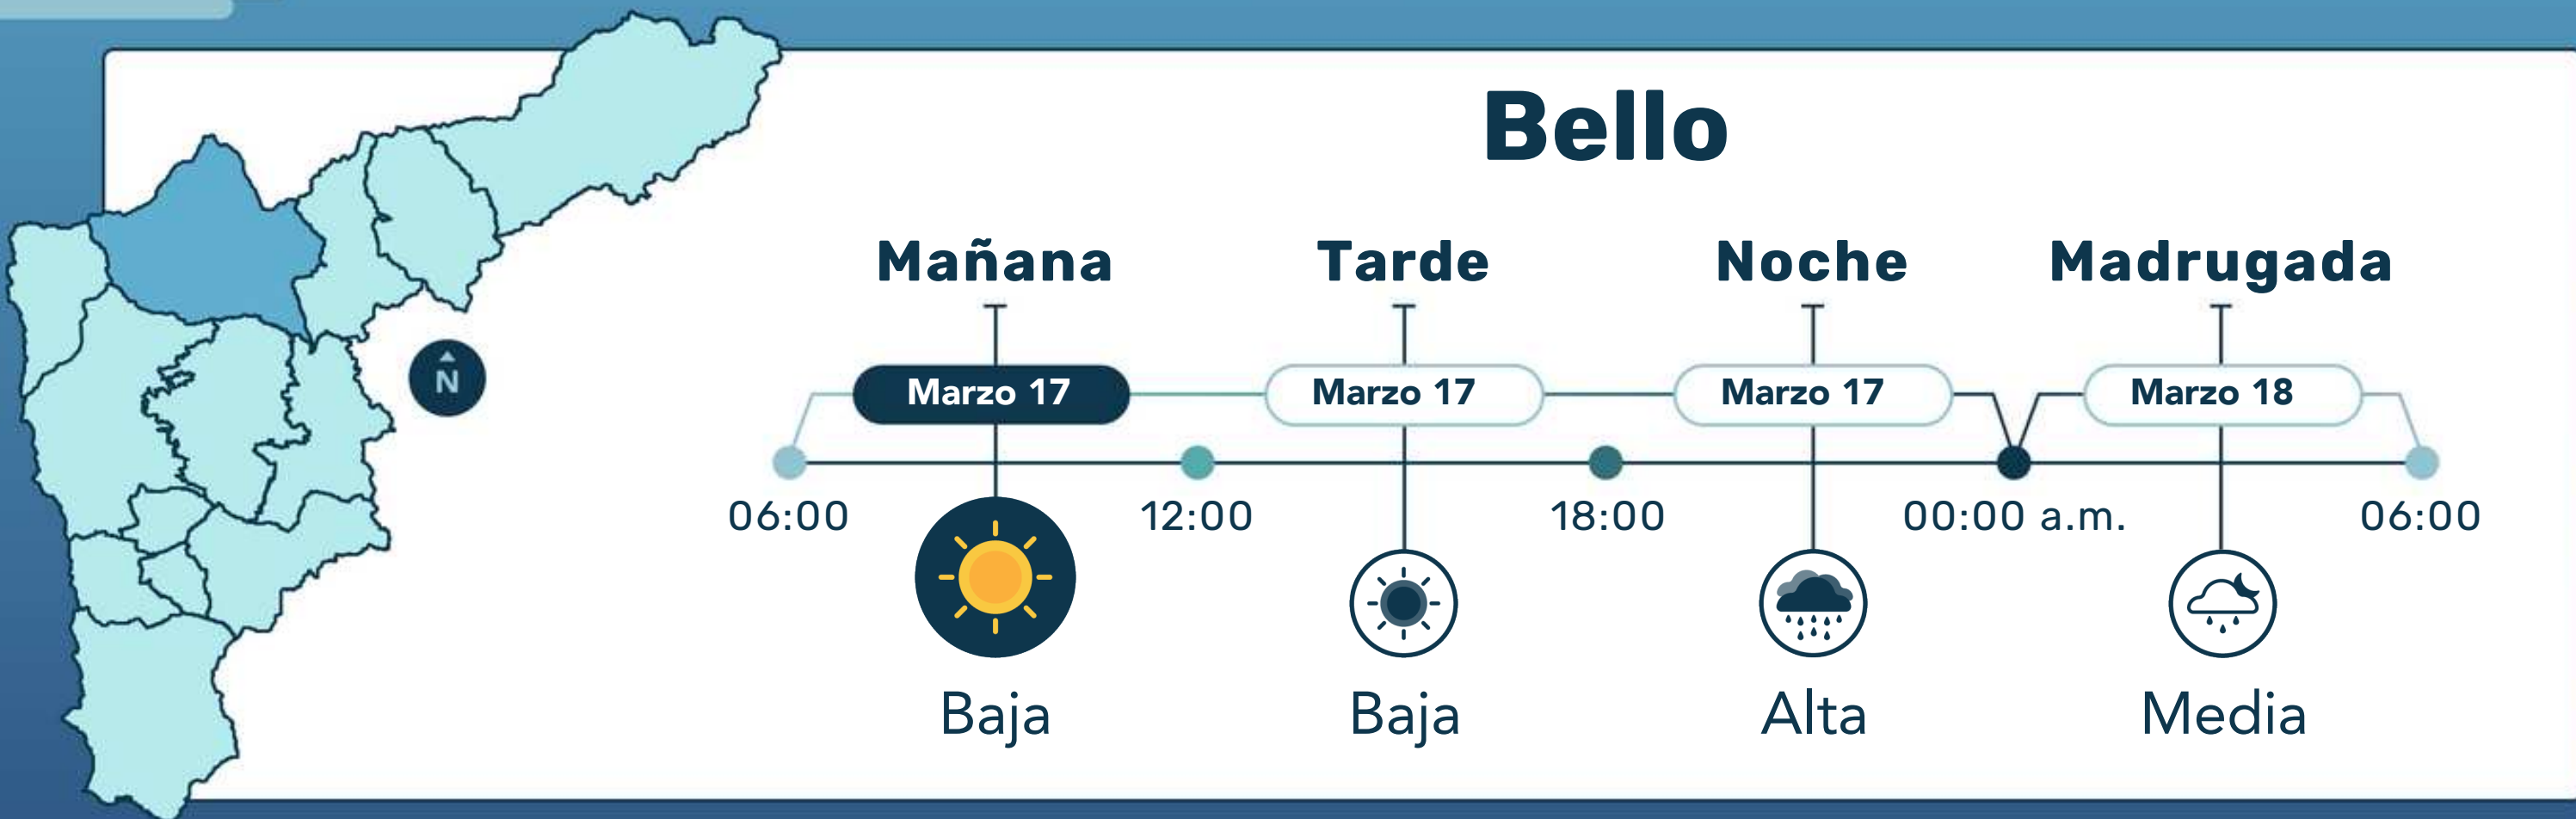 Bello
Mañana Tarde Noche Madrugada
Marzo 17 Marzo 17 Marzo 17 Marzo 18
N
06:00 12:00 18:00 00:00 a.m. 06:00
Baja Baja Alta Media